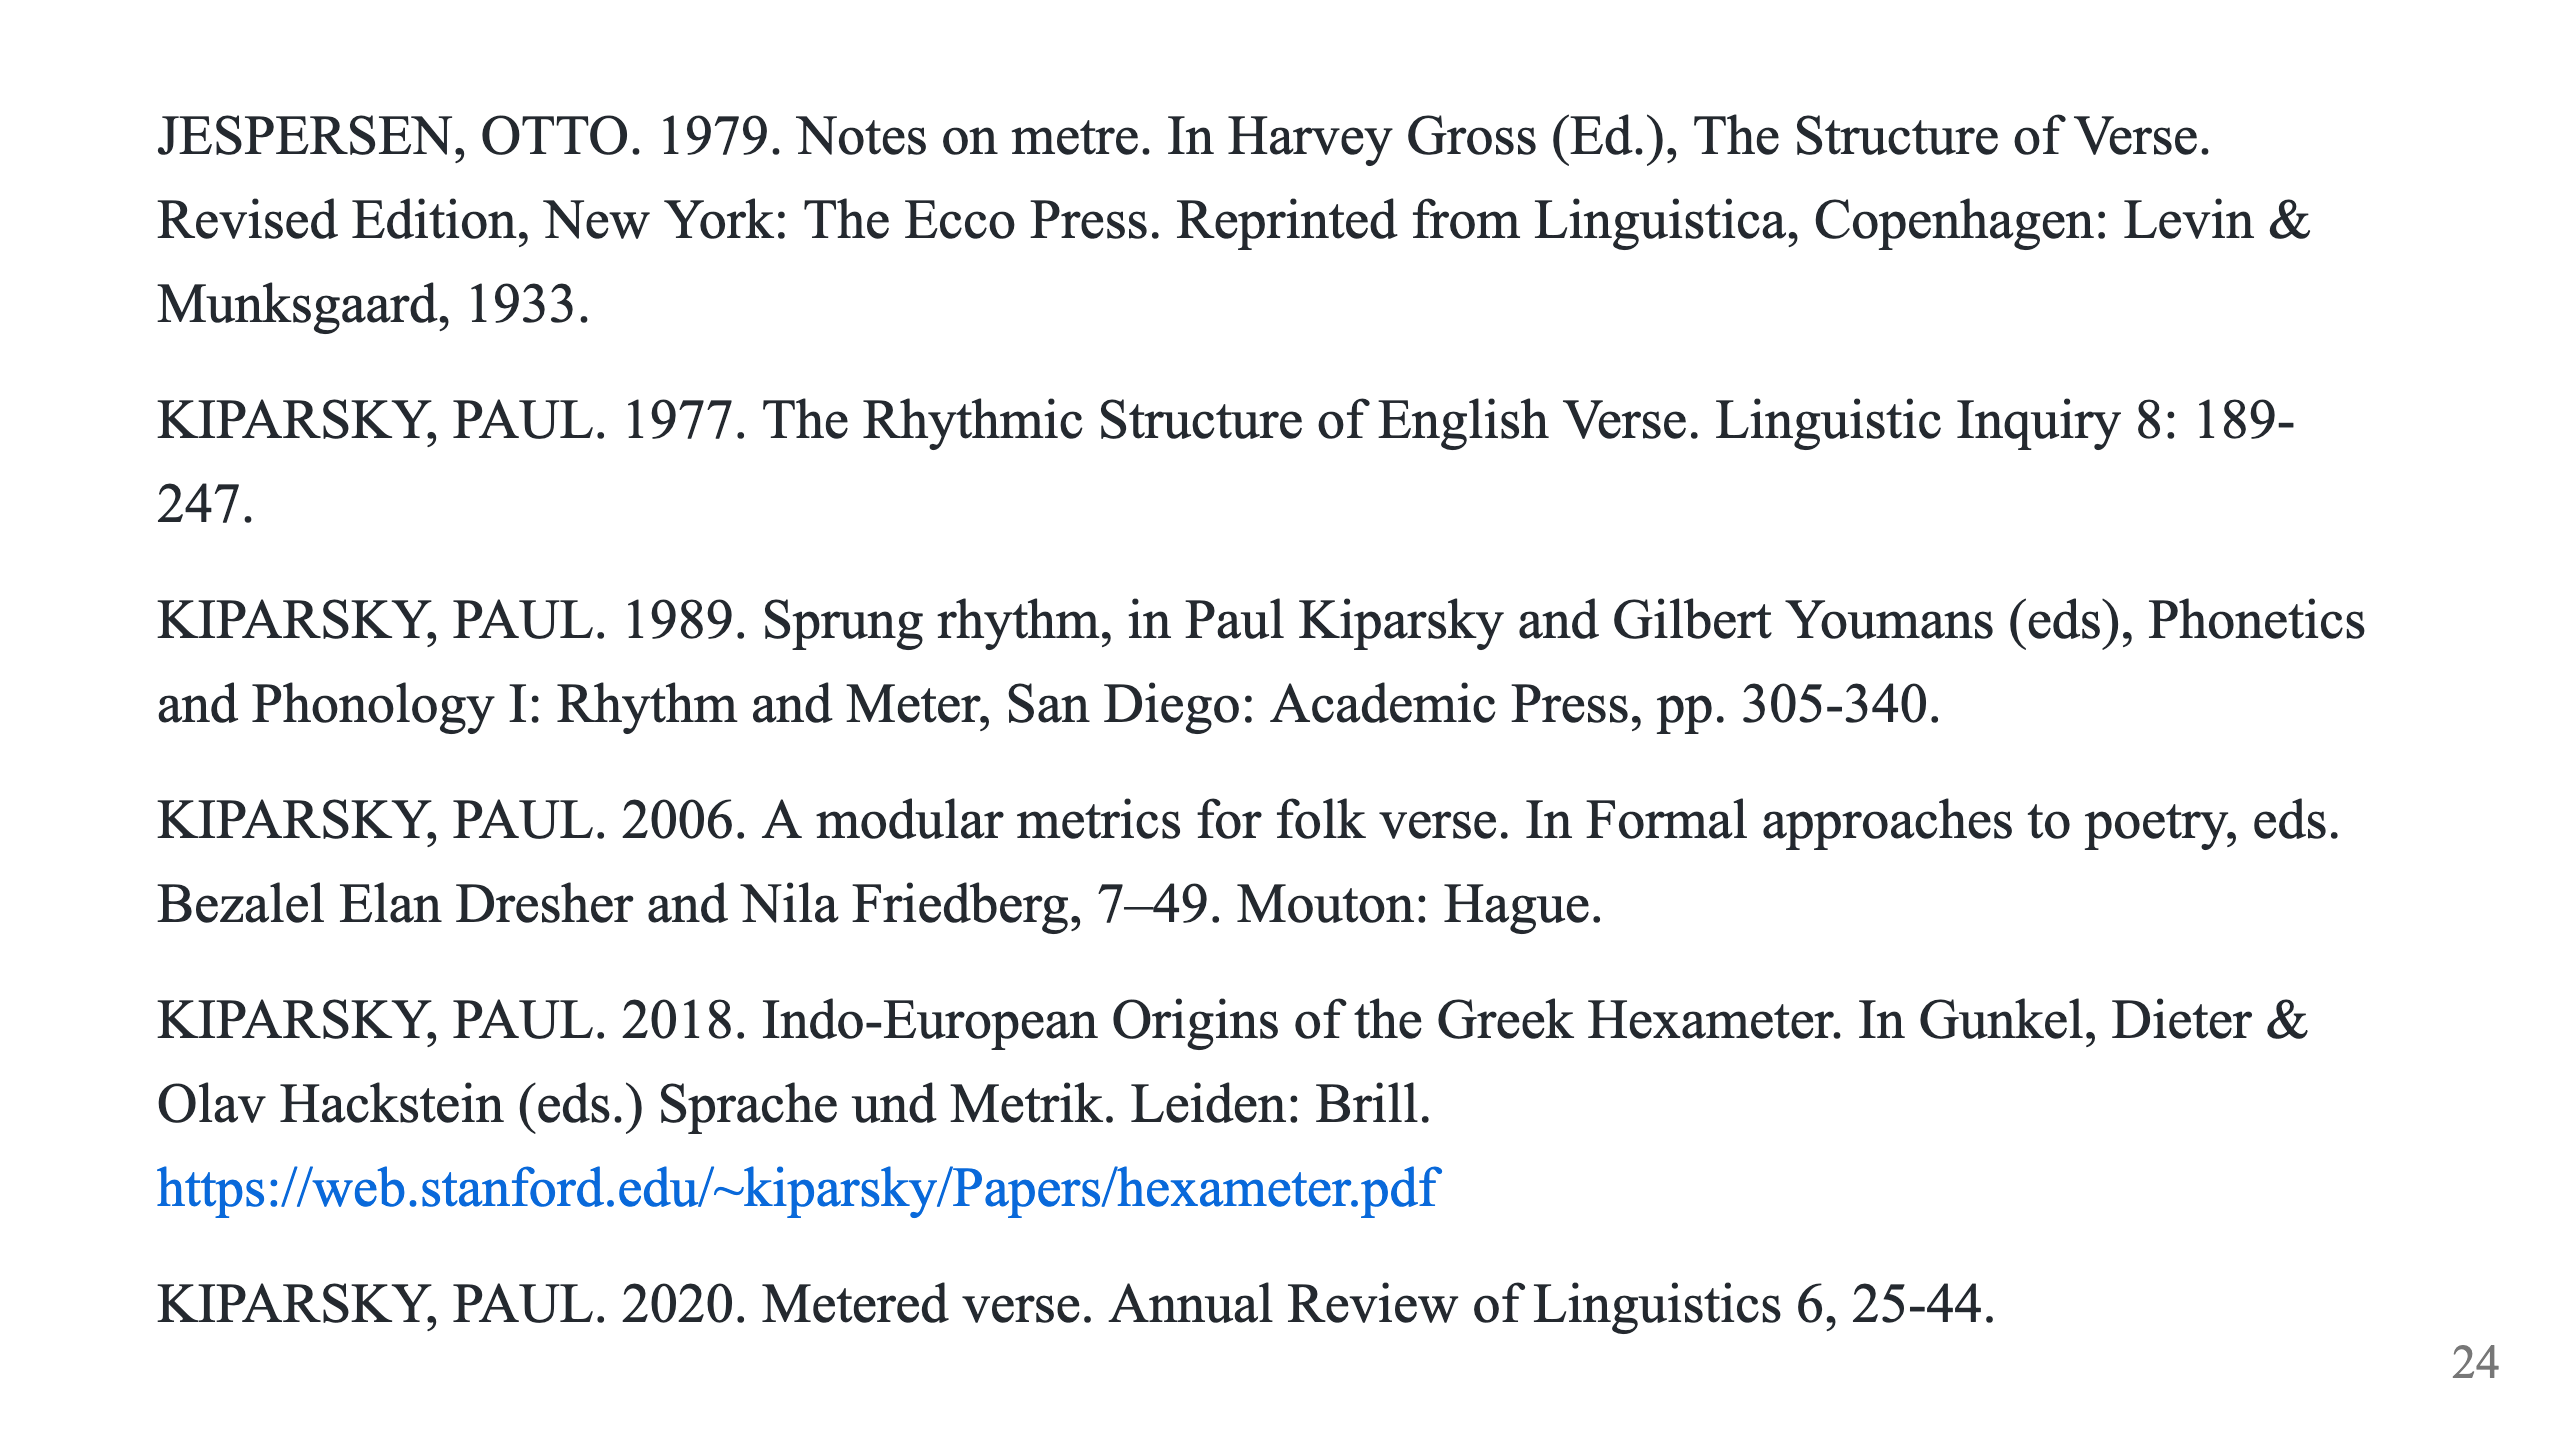 JESPERSEN, OTTO. 1979. Notes on metre. In Harvey Gross (Ed.), The Structure of Verse.
Revised Edition, New York: The Ecco Press. Reprinted from Linguistica, Copenhagen: Levin &
Munksgaard, 1933.
KIPARSKY, PAUL. 1977. The Rhythmic Structure of English Verse. Linguistic Inquiry 8: 189-
247.
KIPARSKY, PAUL. 1989. Sprung rhythm, in Paul Kiparsky and Gilbert Youmans (eds), Phonetics
and Phonology I: Rhythm and Meter, San Diego: Academic Press, pp. 305-340.
KIPARSKY, PAUL. 2006. A modular metrics for folk verse. In Formal approaches to poetry, eds.
Bezalel Elan Dresher and Nila Friedberg, 7–49. Mouton: Hague.
KIPARSKY, PAUL. 2018. Indo-European Origins of the Greek Hexameter. In Gunkel, Dieter &
Olav Hackstein (eds.) Sprache und Metrik. Leiden: Brill.
https://web.stanford.edu/~kiparsky/Papers/hexameter.pdf
KIPARSKY, PAUL. 2020. Metered verse. Annual Review of Linguistics 6, 25-44.
24